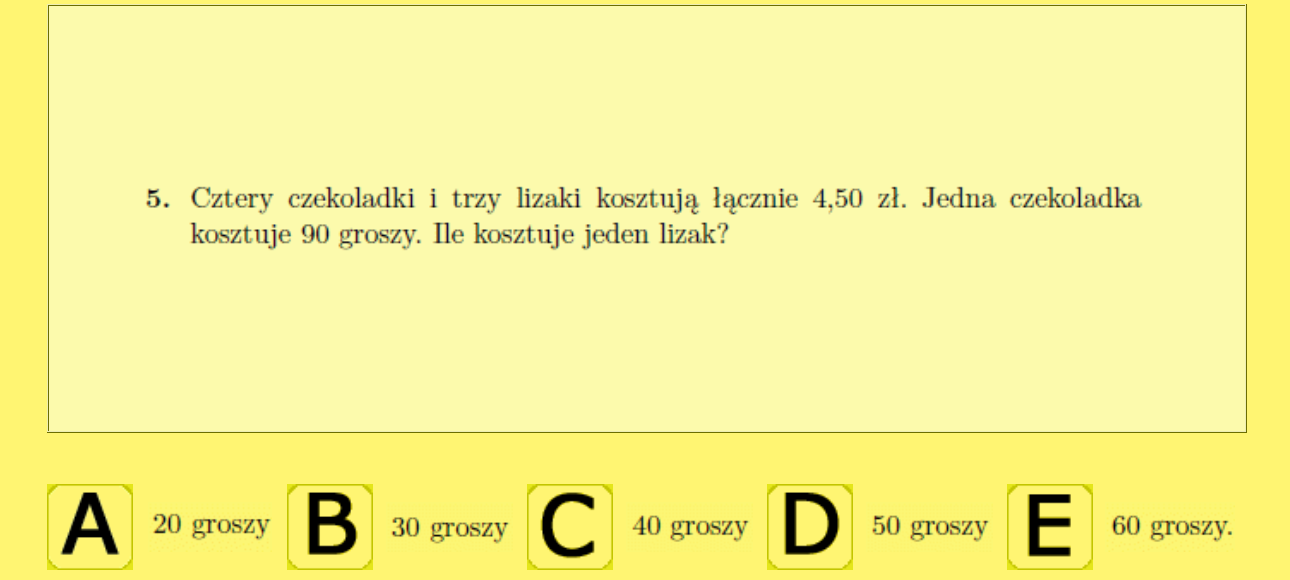 5. Cztery czekoladki i trzy lizaki kosztują łącznie 4,50 zł. Jedna czekoladka
kosztuje 90 groszy. Ile kosztuje jeden lizak?
A 20 groszy B 30 groszy C 40 groszy D 50 groszy E 60 groszy.